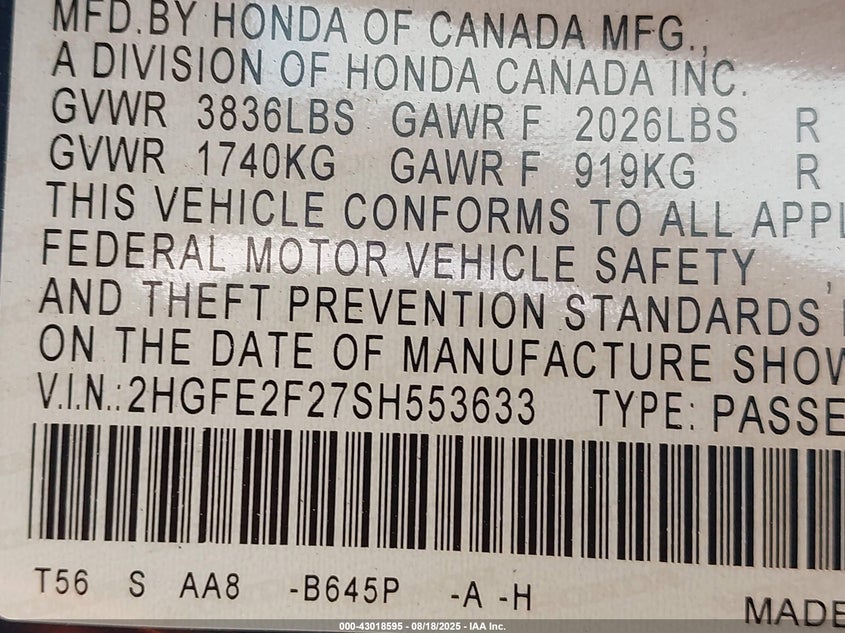 MFD.BY HONDA OF CANADA MFG.,
A DIVISION OF HONDA CANADA INC.
GVWR 3836LBS GAWR F 2026LBS R
GVWR 1740KG GAWR F 919KG R
THIS VEHICLE CONFORMS TO ALL APPL
FEDERAL MOTOR VEHICLE SAFETY ,
AND THEFT PREVENTION STANDARDS
ON THE DATE OF MANUFACTURE SHOW
V.I.N.:2HGFE2F27SH553633 TYPE: PASSE
T56 S AA8 -B645P -A -H
MADE
000-43018595 - 08/18/2025 - IAA Inc.